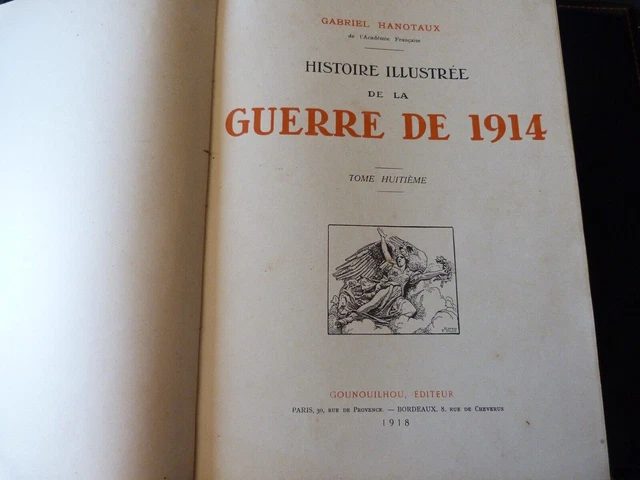 GABRIEL HANOTAUX
de l'Académie Française
HISTOIRE ILLUSTRÉE
DE LA
GUERRE DE 1914
TOME HUITIÈME
GOUNOUILHOU, ÉDITEUR
PARIS, 30, RUE DE PROVENCE. — BORDEAUX, 8, RUE DE CHEVERUS
1918